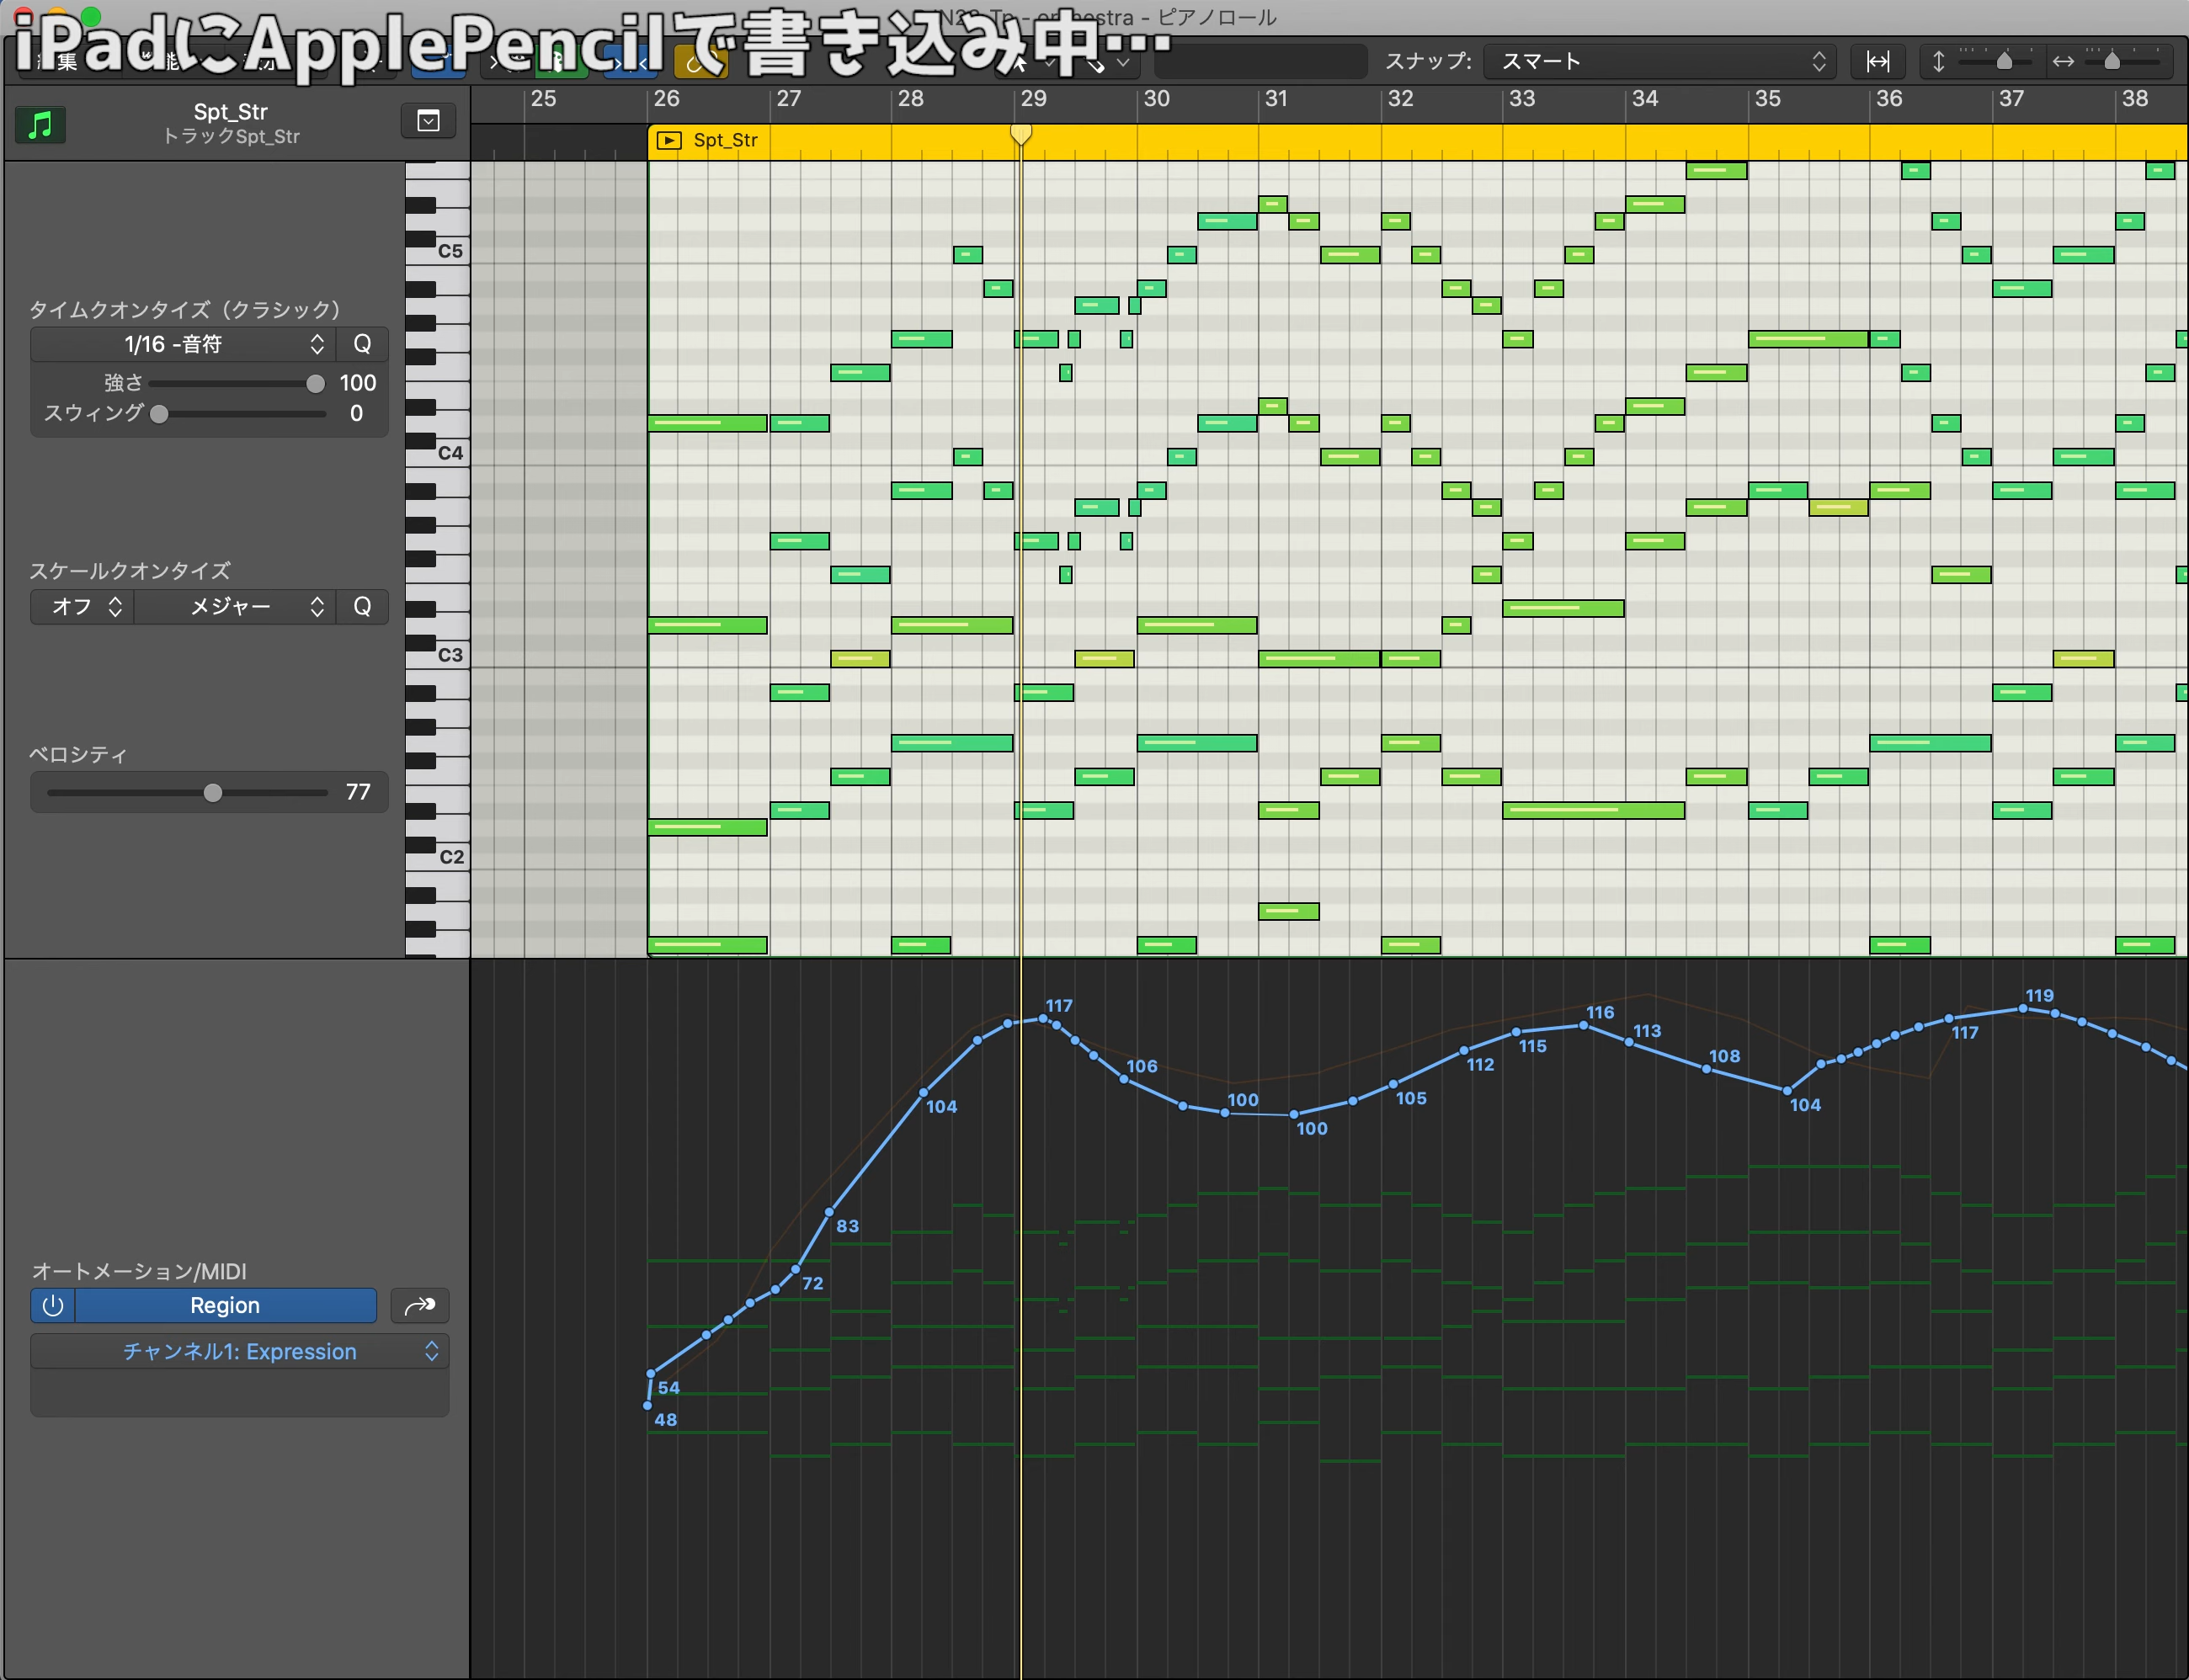 iPadにApplePencilで書き込み中…
orchestra - ピアノロール
編集
スナップ:
スマート
Spt_Str
トラックSpt_Str
25 26 27 28 29 30 31 32 33 34 35 36 37 38
Spt_Str
C5
C4
C3
C2
タイムクオンタイズ（クラシック）
1/16 -音符 Q
強さ 100
スウィング 0
スケールクオンタイズ
オフ メジャー Q
ベロシティ
77
オートメーション/MIDI
Region
チャンネル1: Expression
48
54
72
83
104
117
106
100
100
105
112
115
116
113
108
104
117
119